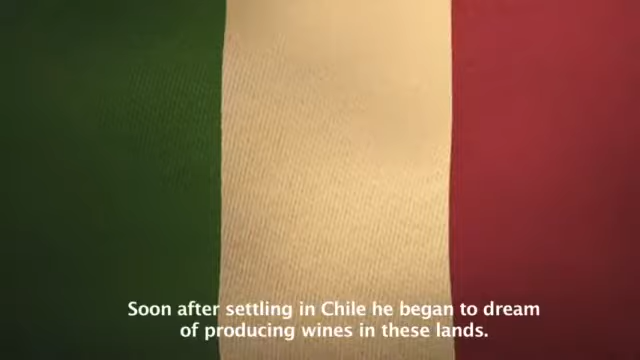 Soon after settling in Chile he began to dream
of producing wines in these lands.